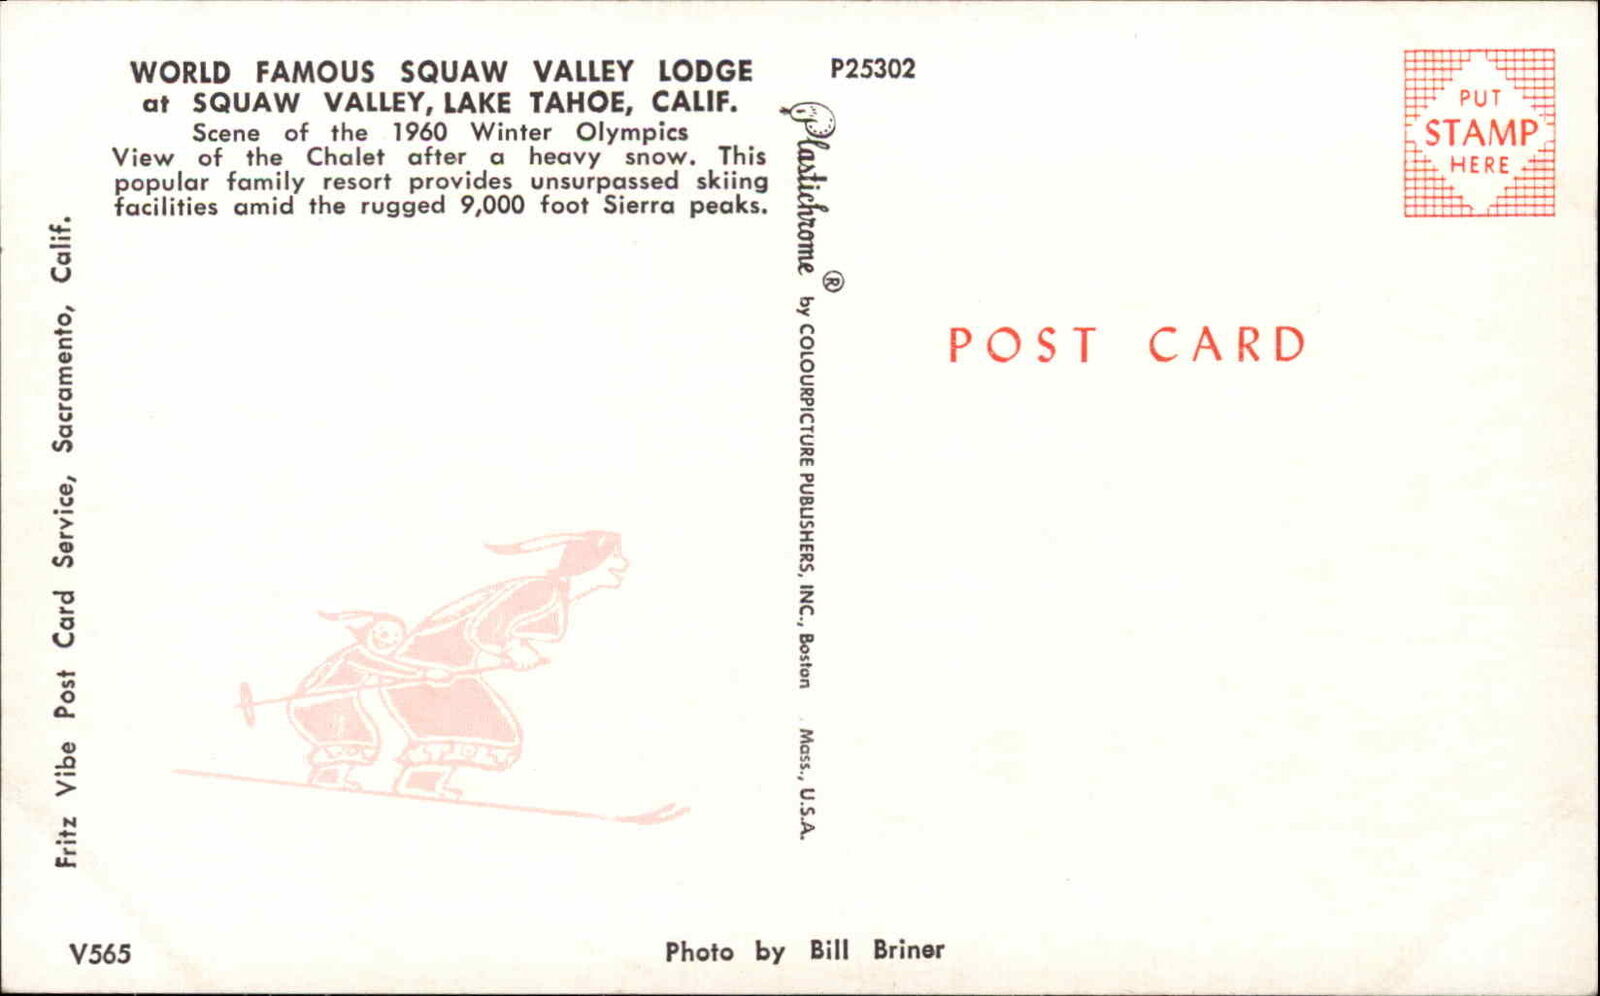 WORLD FAMOUS SQUAW VALLEY LODGE
at SQUAW VALLEY, LAKE TAHOE, CALIF.
Scene of the 1960 Winter Olympics
View of the Chalet after a heavy snow. This
popular family resort provides unsurpassed skiing
facilities amid the rugged 9,000 foot Sierra peaks.
P25302
PUT
STAMP
HERE
Fritz Vibe Post Card Service, Sacramento, Calif.
Plastichrome ® by COLOURPICTURE PUBLISHERS, INC., Boston, Mass., U.S.A.
POST CARD
V565
Photo by Bill Briner